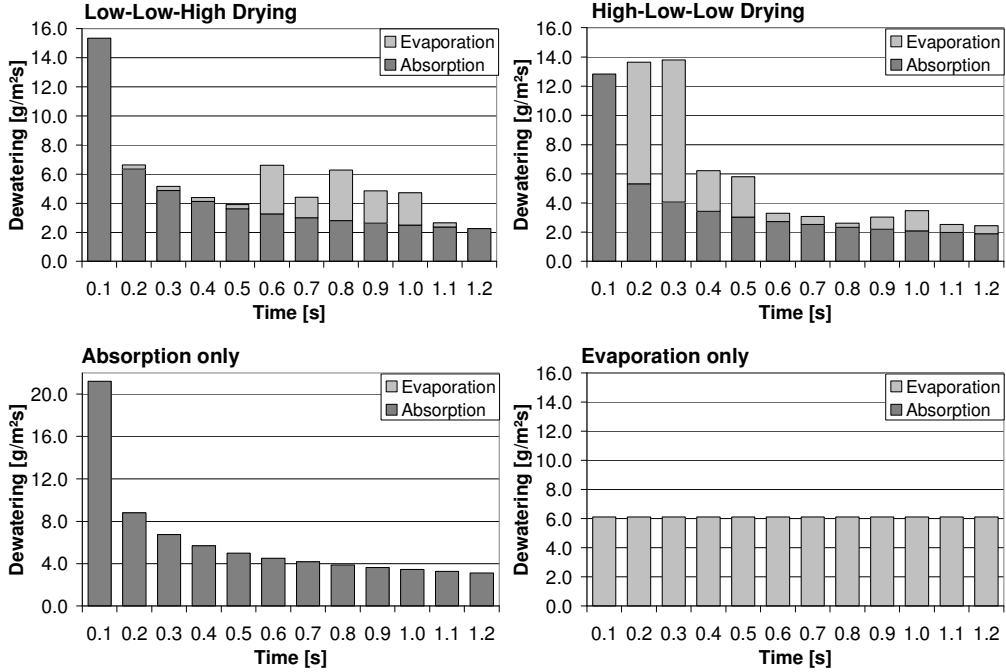 Low-Low-High Drying
Dewatering [g/m²s]
16.0
14.0
12.0
10.0
8.0
6.0
4.0
2.0
0.0
Evaporation
Absorption
0.1 0.2 0.3 0.4 0.5 0.6 0.7 0.8 0.9 1.0 1.1 1.2
Time [s]
High-Low-Low Drying
Dewatering [g/m²s]
16.0
14.0
12.0
10.0
8.0
6.0
4.0
2.0
0.0
Evaporation
Absorption
0.1 0.2 0.3 0.4 0.5 0.6 0.7 0.8 0.9 1.0 1.1 1.2
Time [s]
Absorption only
Dewatering [g/m²s]
20.0
16.0
12.0
8.0
4.0
0.0
Evaporation
Absorption
0.1 0.2 0.3 0.4 0.5 0.6 0.7 0.8 0.9 1.0 1.1 1.2
Time [s]
Evaporation only
Dewatering [g/m²s]
16.0
14.0
12.0
10.0
8.0
6.0
4.0
2.0
0.0
Evaporation
Absorption
0.1 0.2 0.3 0.4 0.5 0.6 0.7 0.8 0.9 1.0 1.1 1.2
Time [s]